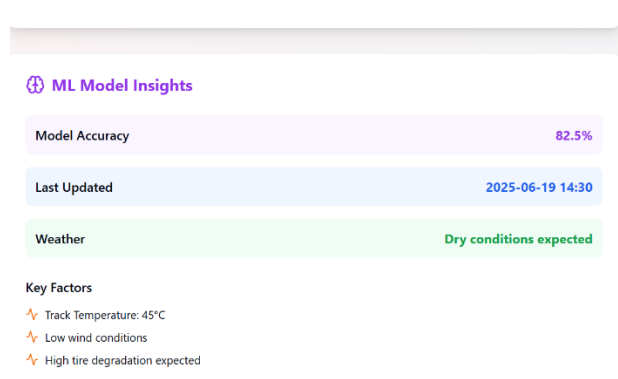 ML Model Insights
Model Accuracy 82.5%
Last Updated 2025-06-19 14:30
Weather Dry conditions expected
Key Factors
Track Temperature: 45°C
Low wind conditions
High tire degradation expected